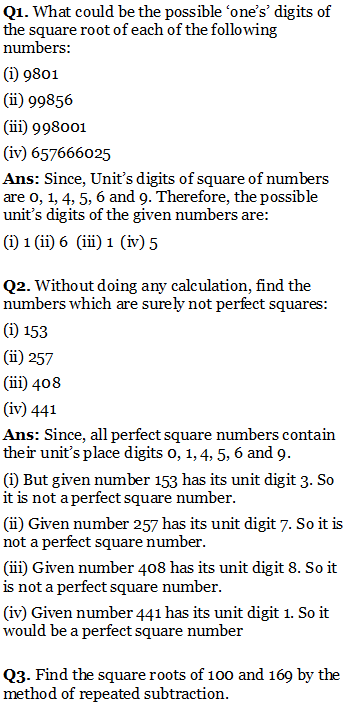 Q1. What could be the possible ‘one’s’ digits of
the square root of each of the following
numbers:
(i) 9801
(ii) 99856
(iii) 998001
(iv) 657666025
Ans: Since, Unit’s digits of square of numbers
are 0, 1, 4, 5, 6 and 9. Therefore, the possible
unit’s digits of the given numbers are:
(i) 1 (ii) 6 (iii) 1 (iv) 5
Q2. Without doing any calculation, find the
numbers which are surely not perfect squares:
(i) 153
(ii) 257
(iii) 408
(iv) 441
Ans: Since, all perfect square numbers contain
their unit’s place digits 0, 1, 4, 5, 6 and 9.
(i) But given number 153 has its unit digit 3. So
it is not a perfect square number.
(ii) Given number 257 has its unit digit 7. So it is
not a perfect square number.
(iii) Given number 408 has its unit digit 8. So it
is not a perfect square number.
(iv) Given number 441 has its unit digit 1. So it
would be a perfect square number
Q3. Find the square roots of 100 and 169 by the
method of repeated subtraction.